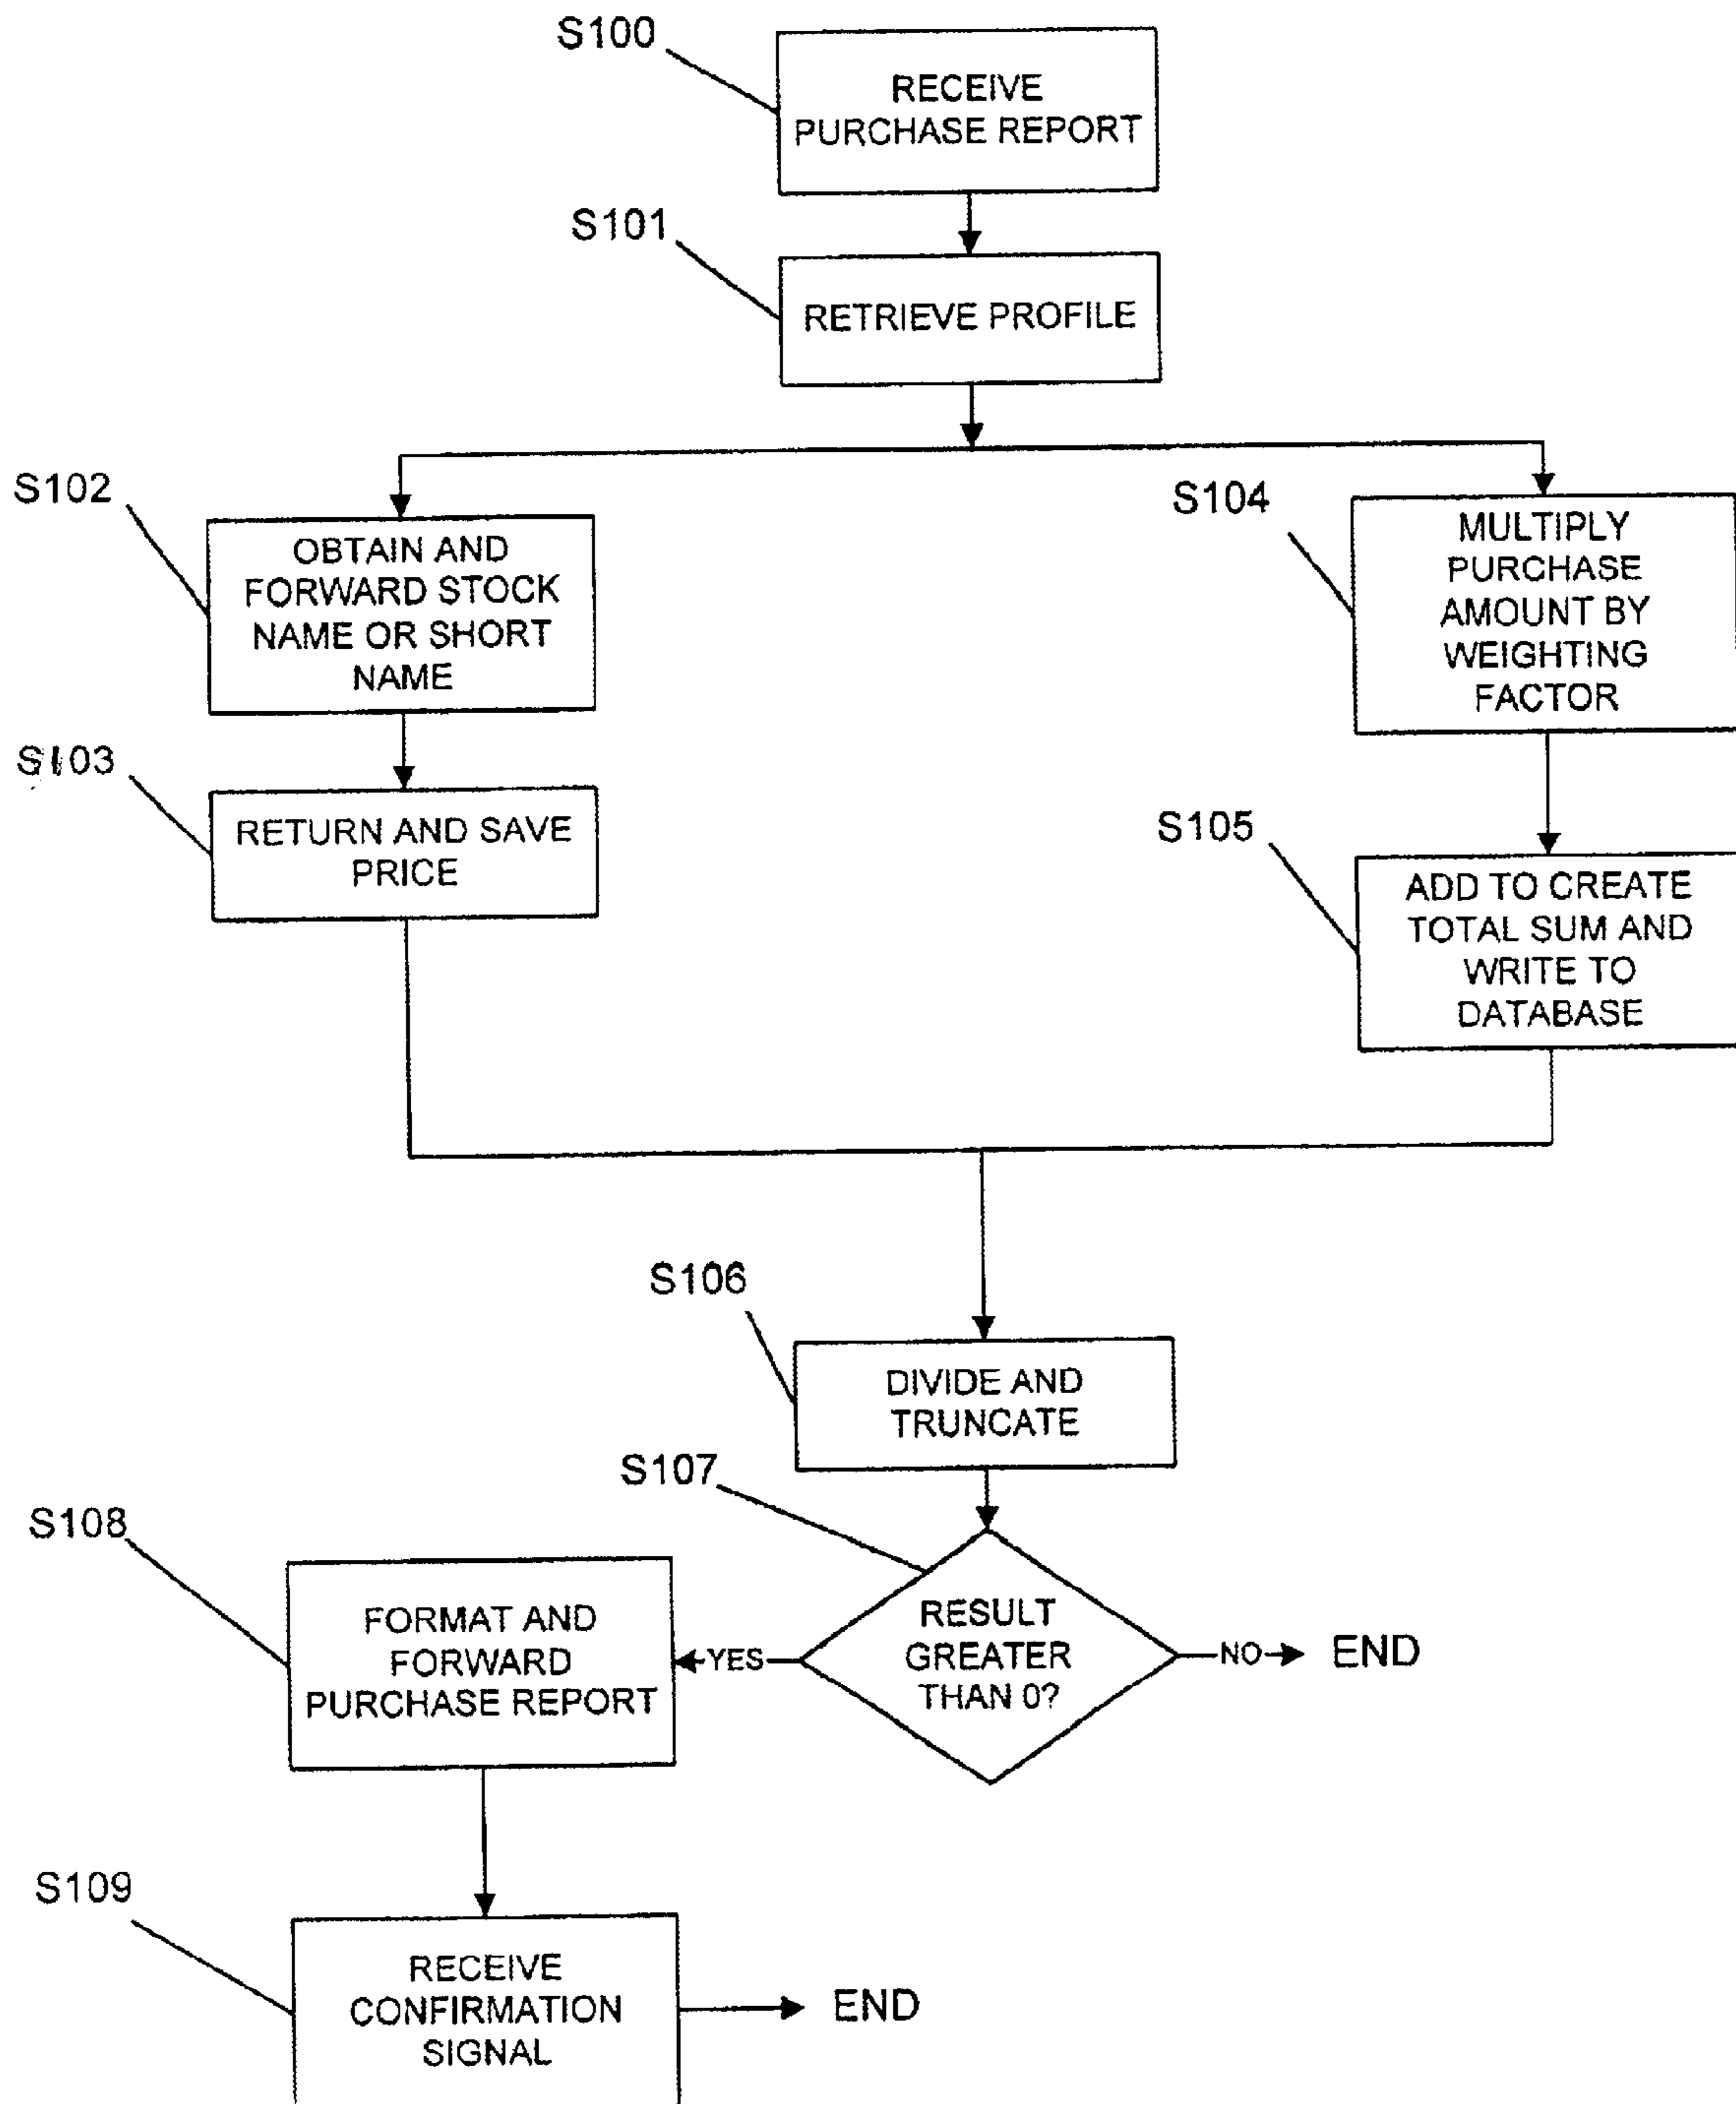 S100
RECEIVE
PURCHASE REPORT
S101
RETRIEVE PROFILE
S102
OBTAIN AND
FORWARD STOCK
NAME OR SHORT
NAME
S103
RETURN AND SAVE
PRICE
S104
MULTIPLY
PURCHASE
AMOUNT BY
WEIGHTING
FACTOR
S105
ADD TO CREATE
TOTAL SUM AND
WRITE TO
DATABASE
S106
DIVIDE AND
TRUNCATE
S107
RESULT
GREATER
THAN 0?
YES
NO
END
S108
FORMAT AND
FORWARD
PURCHASE REPORT
S109
RECEIVE
CONFIRMATION
SIGNAL
END